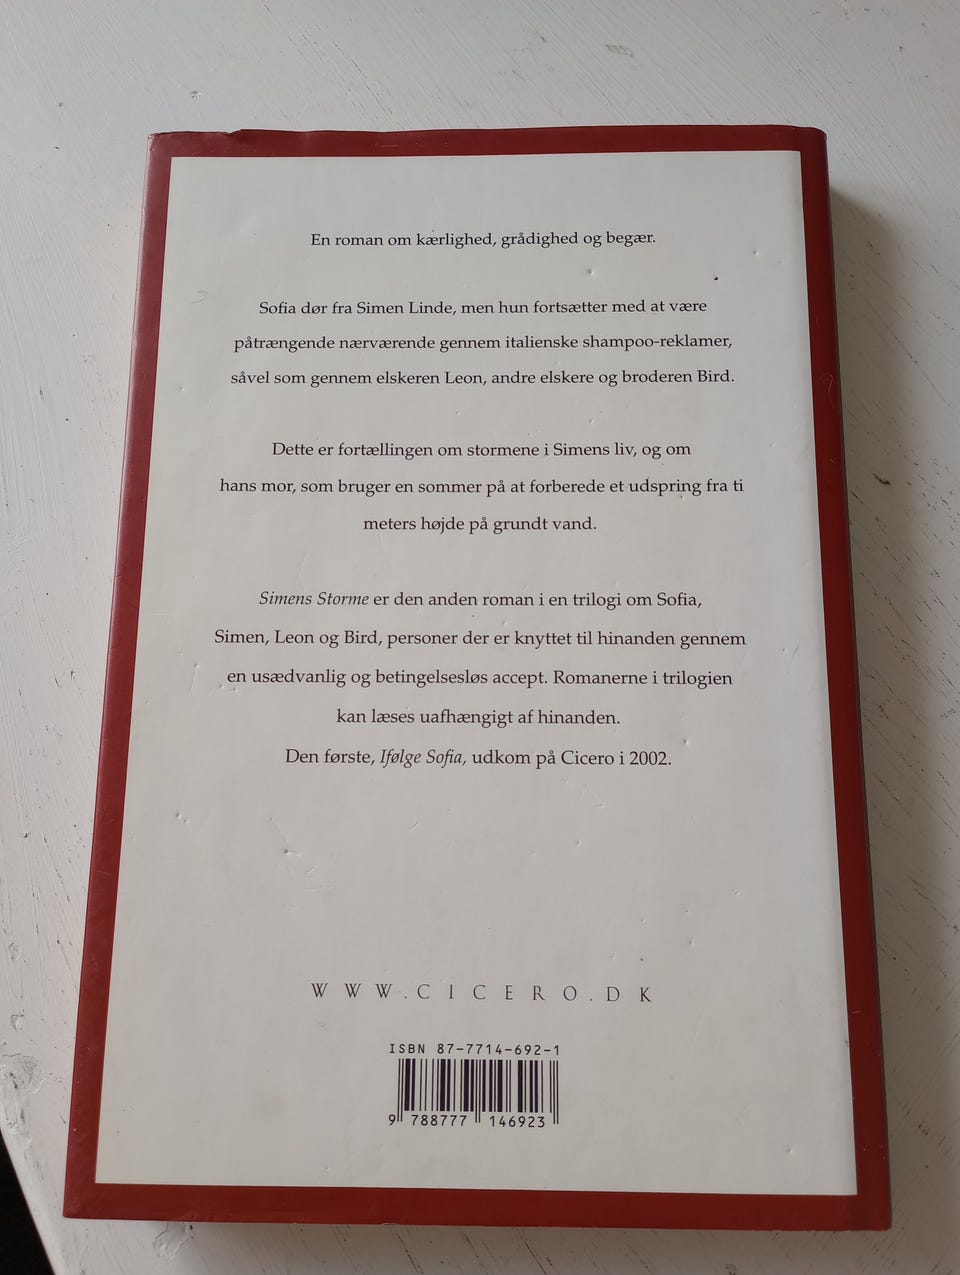 En roman om kærlighed, grådighed og begær.
Sofia dør fra Simen Linde, men hun fortsætter med at være
påtrængende nærværende gennem italienske shampoo-reklamer,
såvel som gennem elskeren Leon, andre elskere og broderen Bird.
Dette er fortællingen om stormene i Simens liv, og om
hans mor, som bruger en sommer på at forberede et udspring fra ti
meters højde på grundt vand.
Simens Storme er den anden roman i en trilogi om Sofia,
Simen, Leon og Bird, personer der er knyttet til hinanden gennem
en usædvanlig og betingelsesløs accept. Romanerne i trilogien
kan læses uafhængigt af hinanden.
Den første, Ifølge Sofia, udkom på Cicero i 2002.
WWW.CICERO.DK
ISBN 87-7714-692-1
9 788777 146923